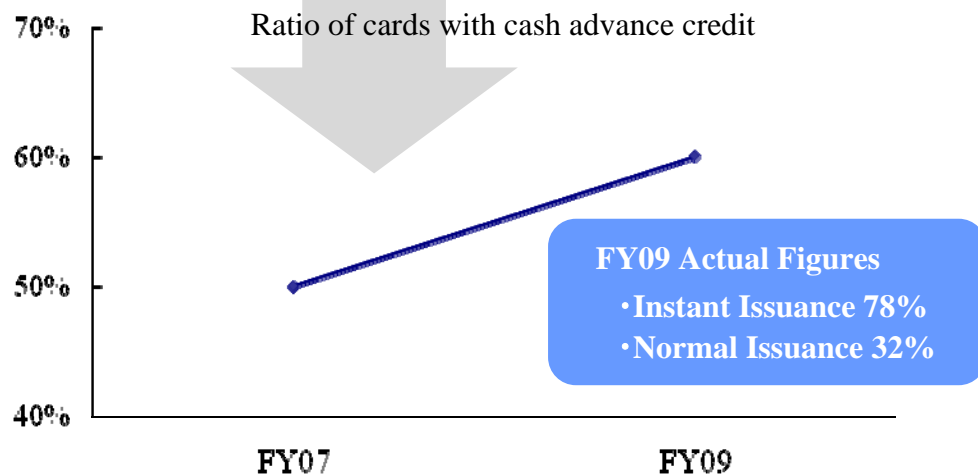 Ratio of cards with cash advance credit
70%
60%
50%
40%
FY09 Actual Figures
・Instant Issuance 78%
・Normal Issuance 32%
FY07 FY09